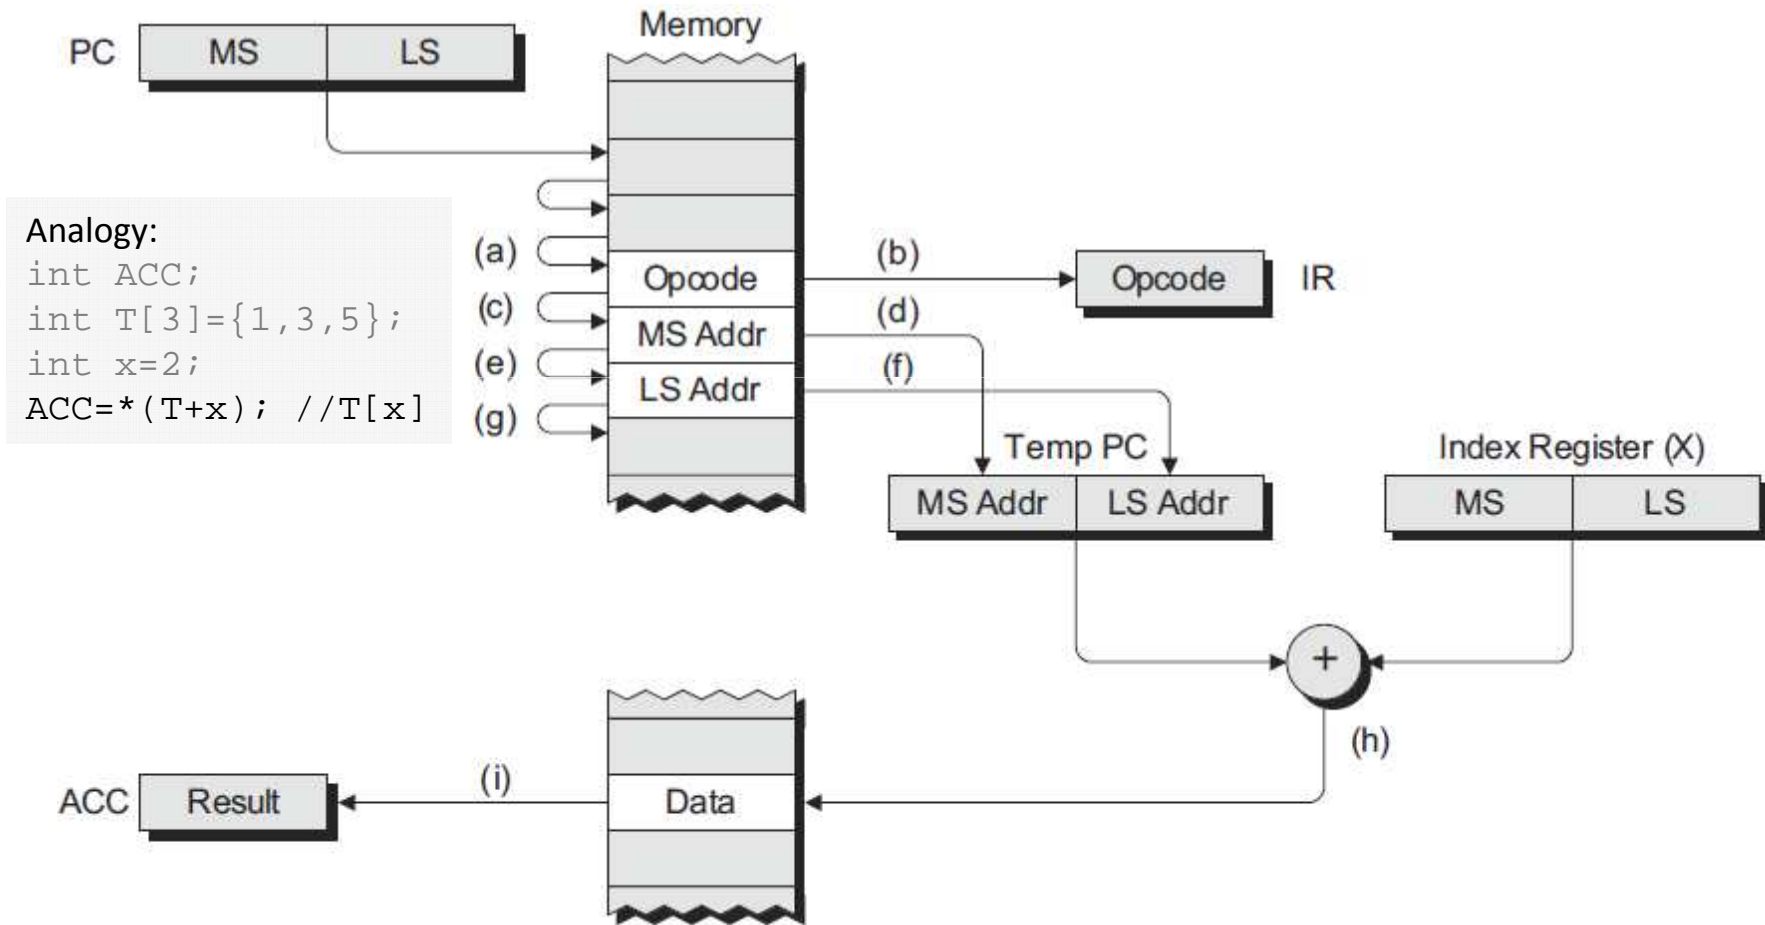 Memory
PC MS LS
Analogy:
int ACC;
int T[3]={1,3,5};
int x=2;
ACC=*(T+x); //T[x]
(a)
Opcode
(b)
Opcode
IR
(c)
MS Addr
(d)
(e)
LS Addr
(f)
(g)
Temp PC
MS Addr LS Addr
Index Register (X)
MS LS
+
(h)
ACC Result
(i)
Data